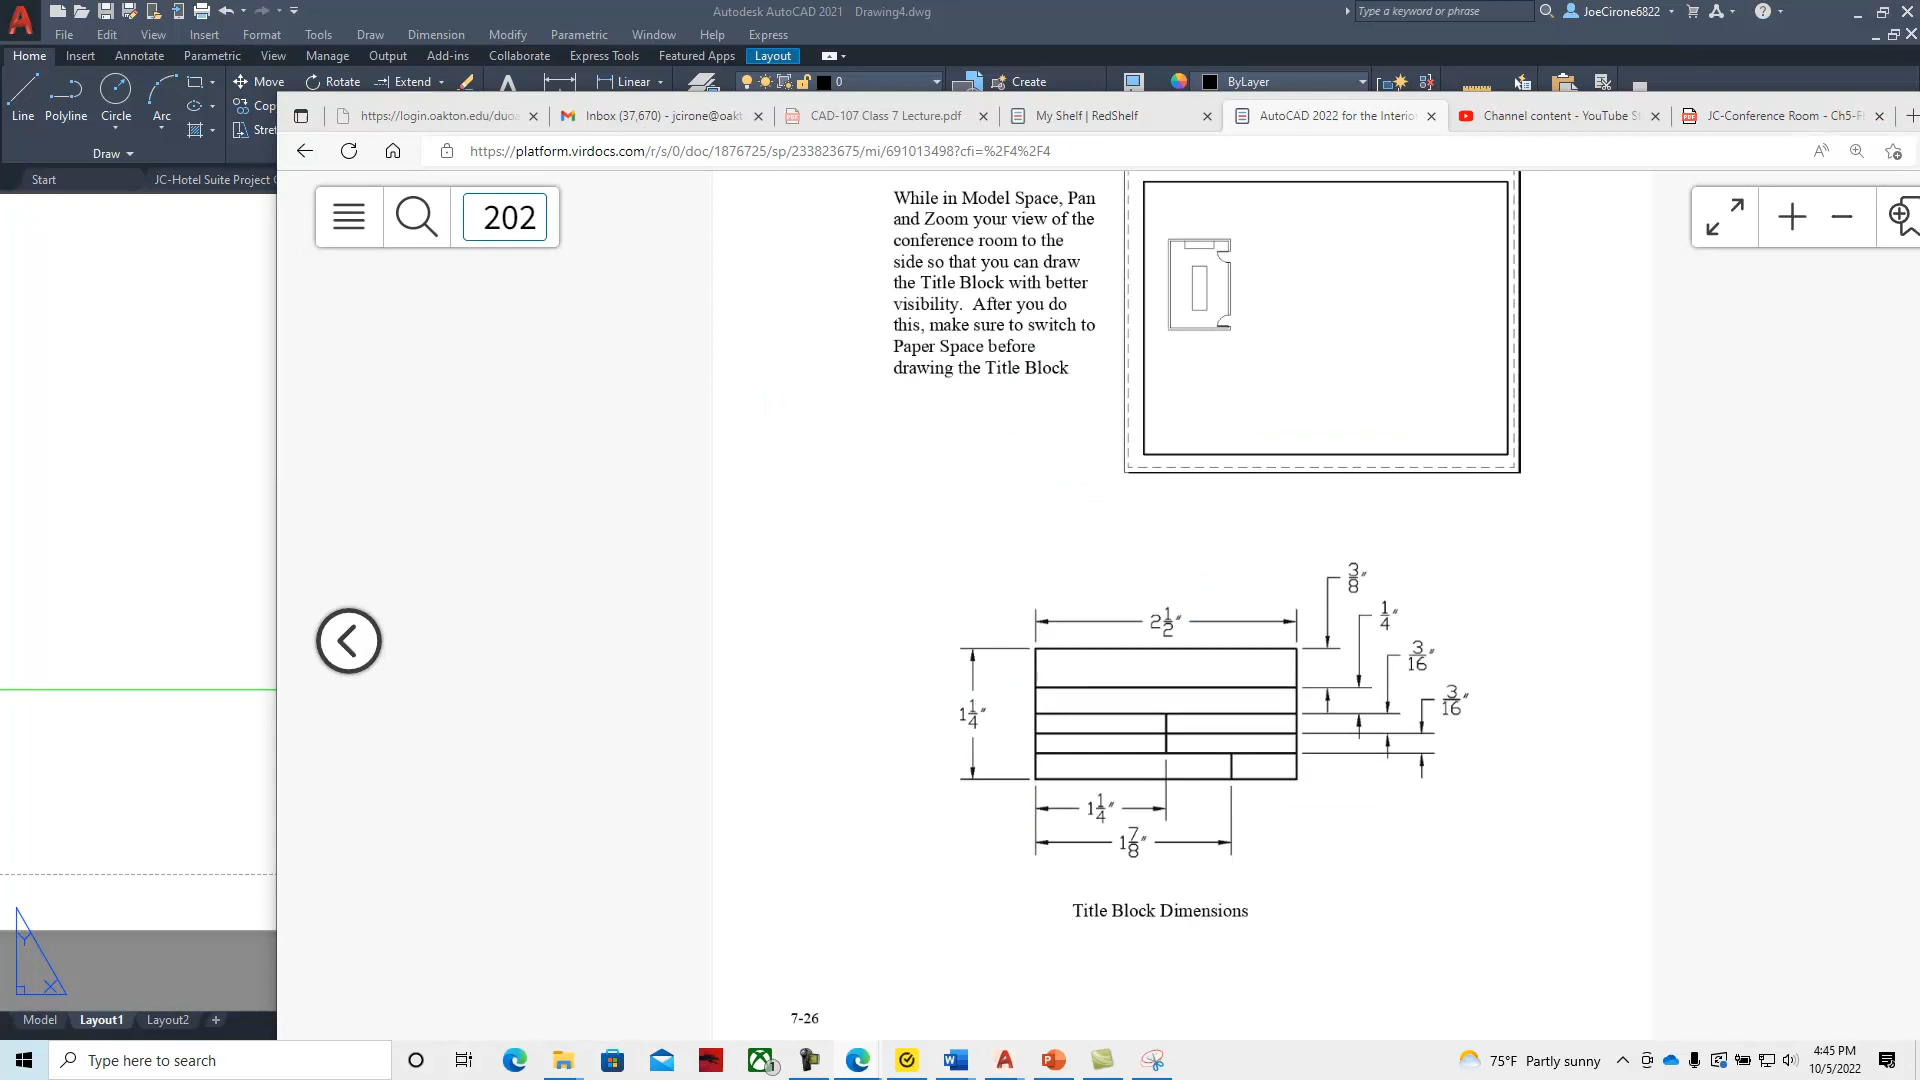 Autodesk AutoCAD 2021 Drawing4.dwg
Type a keyword or phrase
JoeCirone6822
File Edit View Insert Format Tools Draw Dimension Modify Parametric Window Help Express
Home Insert Annotate Parametric View Manage Output Add-ins Collaborate Express Tools Featured Apps Layout
Line Polyline Circle Arc
Move Rotate Extend
Cop
Stre
Linear
0
Create
ByLayer
Draw
https://login.oakton.edu/duoa
Inbox (37,670) - jcirone@oakt
CAD-107 Class 7 Lecture.pdf
My Shelf | RedShelf
AutoCAD 2022 for the Interior
Channel content - YouTube S
JC-Conference Room - Ch5-F
https://platform.virdocs.com/r/s/0/doc/1876725/sp/233823675/mi/691013498?cfi=%2F4%2F4
Start
JC-Hotel Suite Project
202
While in Model Space, Pan
and Zoom your view of the
conference room to the
side so that you can draw
the Title Block with better
visibility. After you do
this, make sure to switch to
Paper Space before
drawing the Title Block
3/8"
1/4"
2 1/2"
3/16"
3/16"
1 1/4"
1 1/4"
1 7/8"
Title Block Dimensions
7-26
Y
X
Model Layout1 Layout2 +
Type here to search
75°F Partly sunny
4:45 PM
10/5/2022